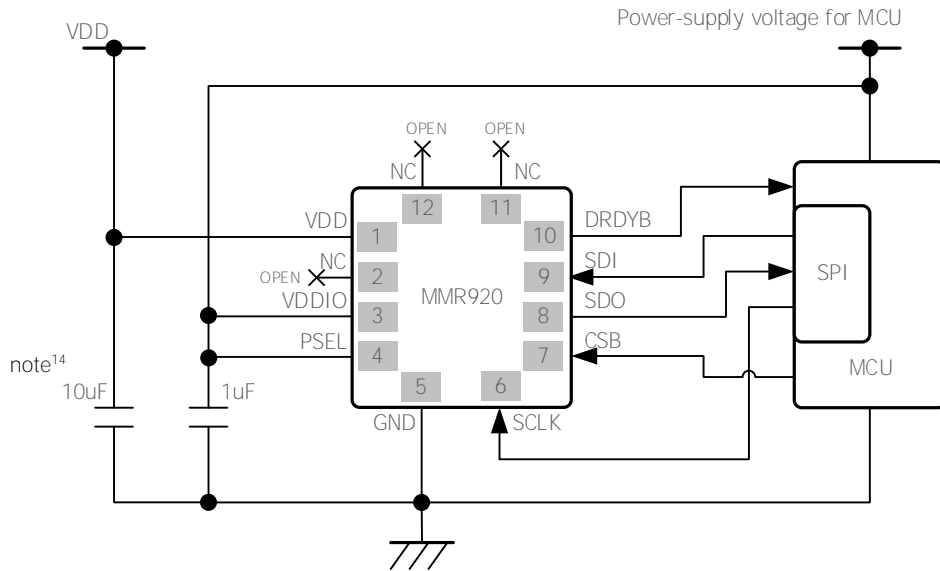 Power-supply voltage for MCU
VDD
OPEN
OPEN
NC
NC
12
11
VDD
1
10
DRDYB
NC
OPEN
2
9
SDI
SPI
MMR920
VDDIO
3
8
SDO
PSEL
4
7
CSB
MCU
note¹⁴
10uF
1uF
5
6
GND
SCLK